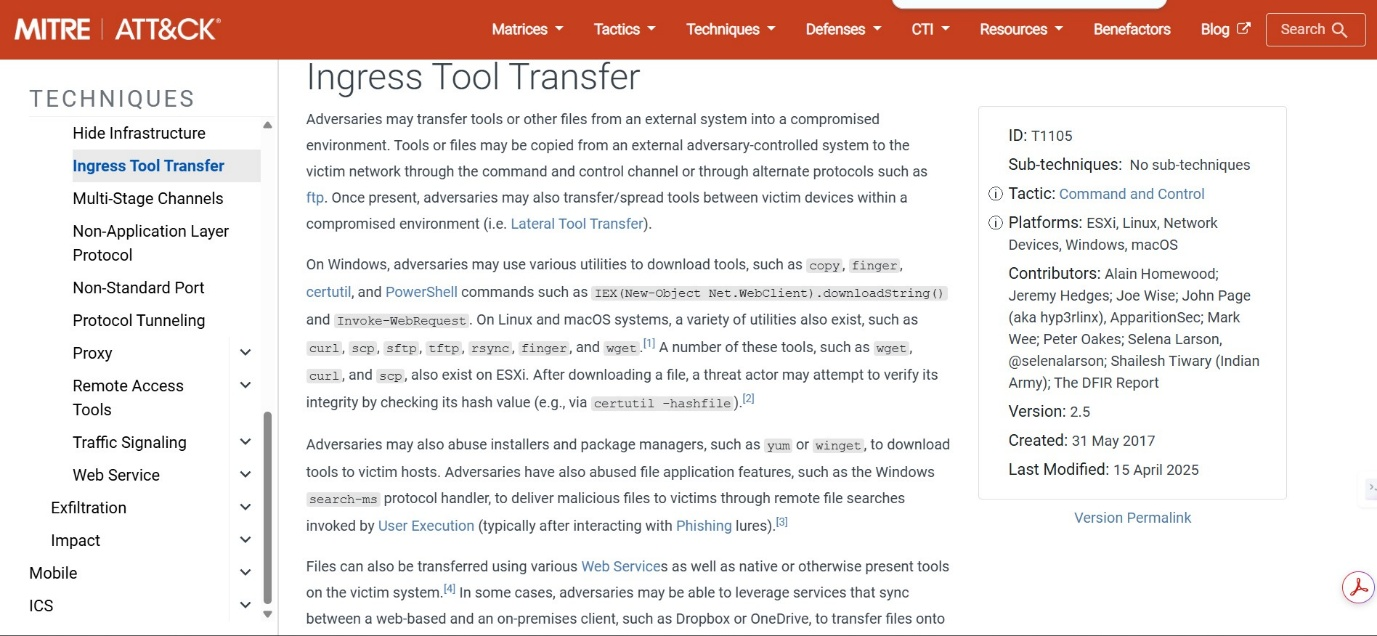 MITRE | ATT&CK®
Matrices
Tactics
Techniques
Defenses
CTI
Resources
Benefactors
Blog
Search
TECHNIQUES
Hide Infrastructure
Ingress Tool Transfer
Multi-Stage Channels
Non-Application Layer
Protocol
Non-Standard Port
Protocol Tunneling
Proxy
Remote Access
Tools
Traffic Signaling
Web Service
Exfiltration
Impact
Mobile
ICS
Ingress Tool Transfer
Adversaries may transfer tools or other files from an external system into a compromised
environment. Tools or files may be copied from an external adversary-controlled system to the
victim network through the command and control channel or through alternate protocols such as
ftp. Once present, adversaries may also transfer/spread tools between victim devices within a
compromised environment (i.e. Lateral Tool Transfer).
On Windows, adversaries may use various utilities to download tools, such as copy, finger,
certutil, and PowerShell commands such as IEX(New-Object Net.WebClient).downloadString()
and Invoke-WebRequest. On Linux and macOS systems, a variety of utilities also exist, such as
curl, scp, sftp, tftp, rsync, finger, and wget.[1] A number of these tools, such as wget,
curl, and scp, also exist on ESXi. After downloading a file, a threat actor may attempt to verify its
integrity by checking its hash value (e.g., via certutil -hashfile).[2]
Adversaries may also abuse installers and package managers, such as yum or winget, to download
tools to victim hosts. Adversaries have also abused file application features, such as the Windows
search-ms protocol handler, to deliver malicious files to victims through remote file searches
invoked by User Execution (typically after interacting with Phishing lures).[3]
Files can also be transferred using various Web Services as well as native or otherwise present tools
on the victim system.[4] In some cases, adversaries may be able to leverage services that sync
between a web-based and an on-premises client, such as Dropbox or OneDrive, to transfer files onto
ID: T1105
Sub-techniques: No sub-techniques
Tactic: Command and Control
Platforms: ESXi, Linux, Network
Devices, Windows, macOS
Contributors: Alain Homewood;
Jeremy Hedges; Joe Wise; John Page
(aka hyp3rlinx), ApparitionSec; Mark
Wee; Peter Oakes; Selena Larson,
@selenalarson; Shailesh Tiwary (Indian
Army); The DFIR Report
Version: 2.5
Created: 31 May 2017
Last Modified: 15 April 2025
Version Permalink